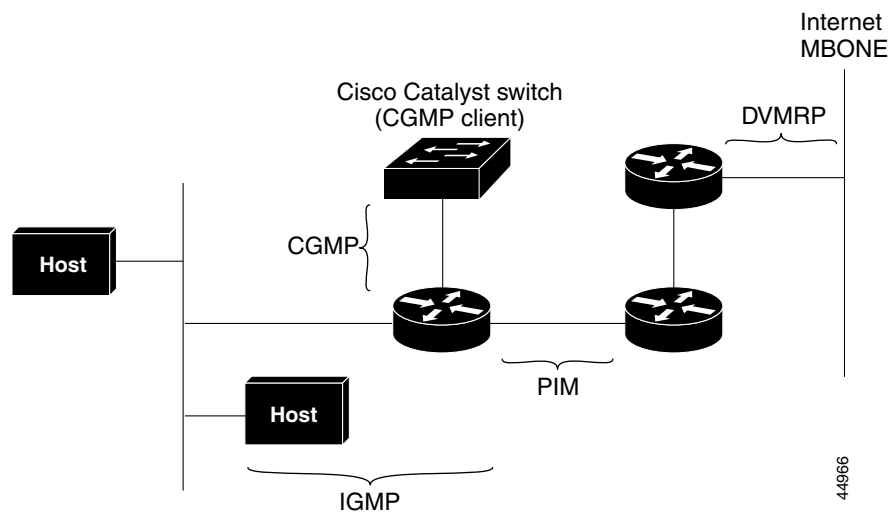 Internet
MBONE
Cisco Catalyst switch
(CGMP client)
DVMRP
CGMP
Host
PIM
Host
IGMP
44966